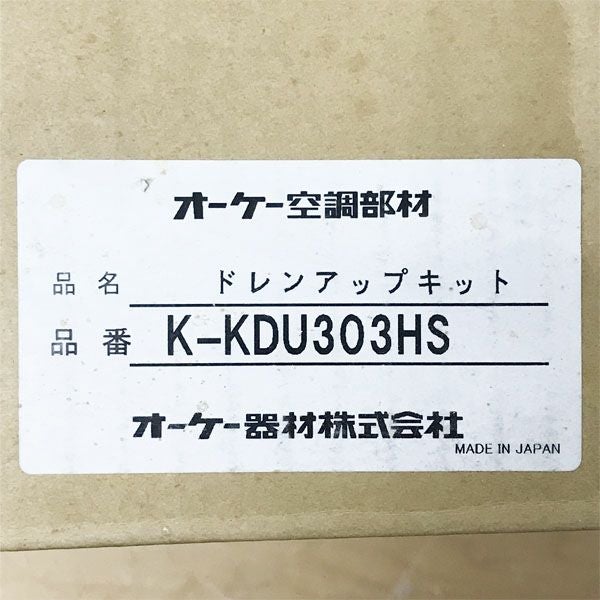 オーケー空調部材
品名 ドレンアップキット
品番 K-KDU303HS
オーケー器材株式会社
MADE IN JAPAN